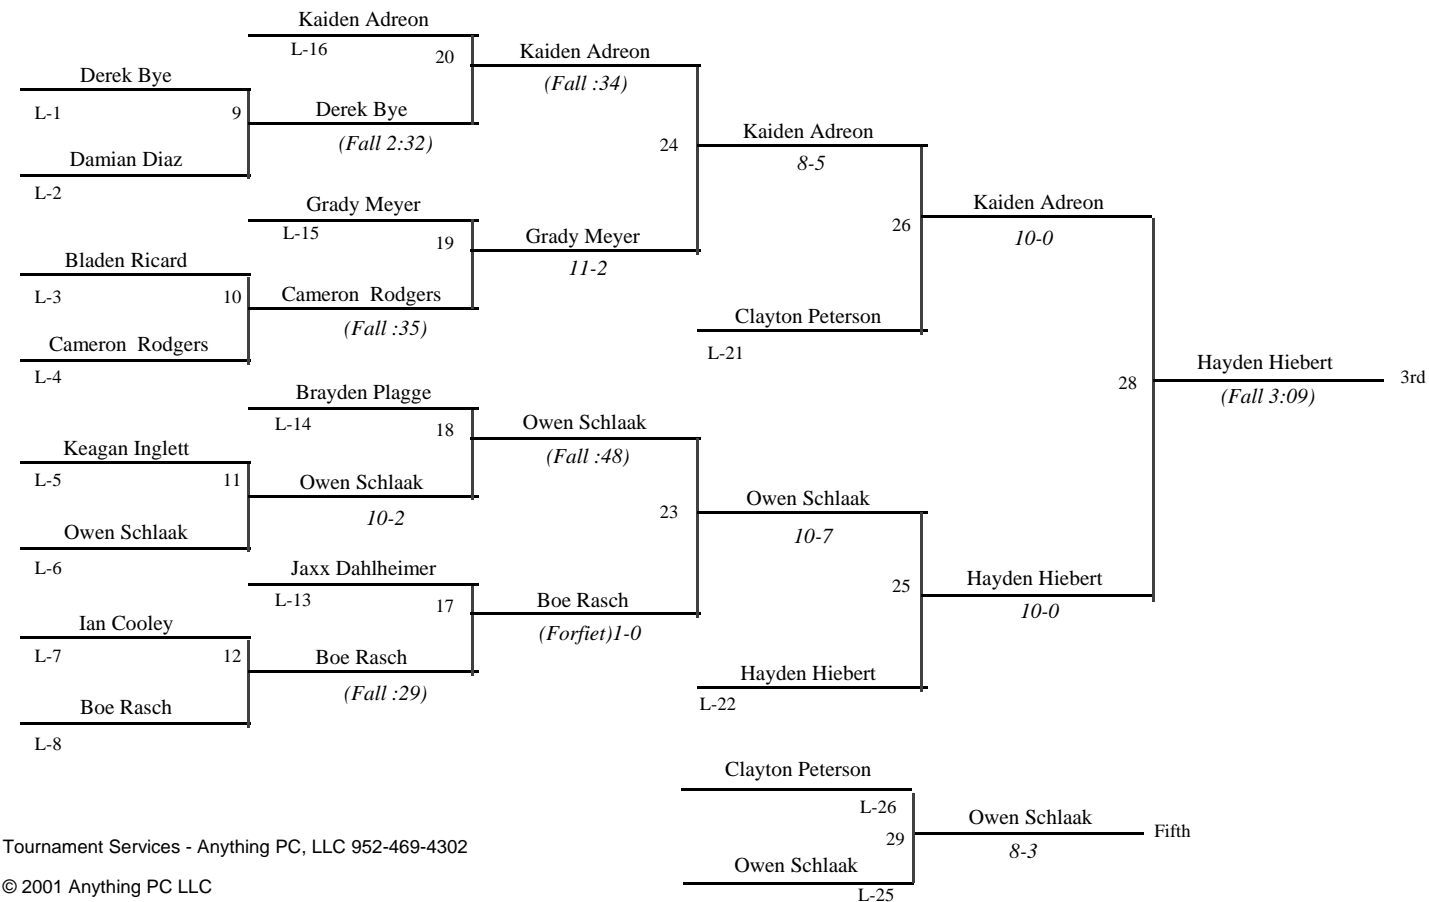 Kaiden Adreon
L-16
20
Kaiden Adreon
(Fall :34)
Derek Bye
L-1
9
Derek Bye
(Fall 2:32)
Damian Diaz
L-2
24
Kaiden Adreon
8-5
Grady Meyer
L-15
19
Grady Meyer
11-2
26
Kaiden Adreon
10-0
Bladen Ricard
L-3
10
Cameron Rodgers
(Fall :35)
Cameron Rodgers
L-4
Clayton Peterson
L-21
28
Hayden Hiebert
(Fall 3:09)
3rd
Brayden Plagge
L-14
18
Owen Schlaak
(Fall :48)
Keagan Inglett
L-5
11
Owen Schlaak
10-2
Owen Schlaak
L-6
23
Owen Schlaak
10-7
Jaxx Dahlheimer
L-13
17
Boe Rasch
(Forfiet)1-0
25
Hayden Hiebert
10-0
Ian Cooley
L-7
12
Boe Rasch
(Fall :29)
Boe Rasch
L-8
Hayden Hiebert
L-22
Clayton Peterson
L-26
29
Owen Schlaak
8-3
Fifth
Owen Schlaak
L-25
Tournament Services - Anything PC, LLC 952-469-4302
© 2001 Anything PC LLC